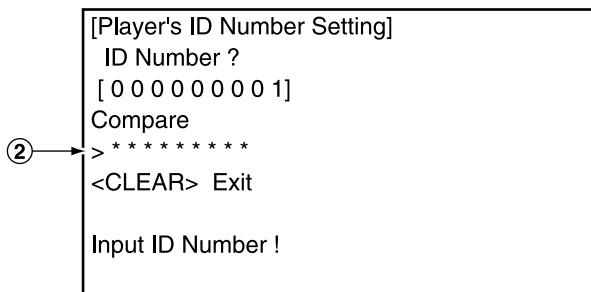 [Player's ID Number Setting]
ID Number ?
[ 0 0 0 0 0 0 0 0 1]
Compare
② > * * * * * * * * *
<CLEAR> Exit
Input ID Number !